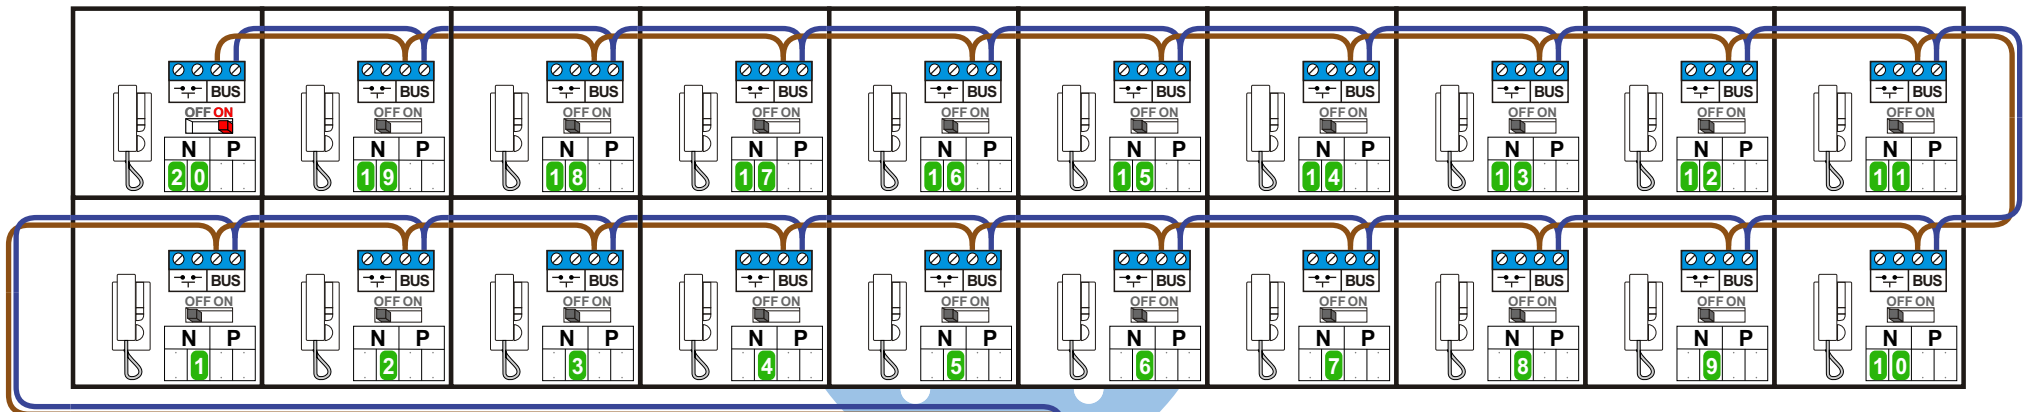 BUS BUS BUS BUS BUS BUS BUS BUS BUS BUS
OFF ON OFF ON OFF ON OFF ON OFF ON OFF ON OFF ON OFF ON OFF ON OFF ON
N P N P N P N P N P N P N P N P N P N P
20 19 18 17 16 15 14 13 12 11
BUS BUS BUS BUS BUS BUS BUS BUS BUS BUS
OFF ON OFF ON OFF ON OFF ON OFF ON OFF ON OFF ON OFF ON OFF ON OFF ON
N P N P N P N P N P N P N P N P N P N P
1 2 3 4 5 6 7 8 9 10